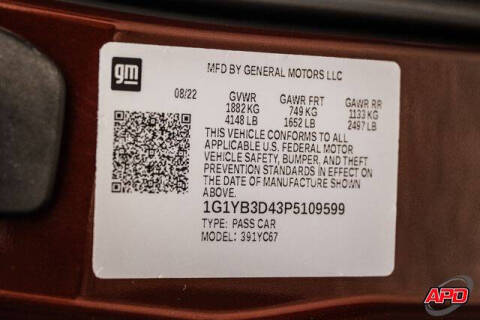 gm
MFD BY GENERAL MOTORS LLC
08/22 GVWR GAWR FRT GAWR RR
1882 KG 749 KG 1133 KG
4148 LB 1652 LB 2497 LB
THIS VEHICLE CONFORMS TO ALL
APPLICABLE U.S. FEDERAL MOTOR
VEHICLE SAFETY, BUMPER, AND THEFT
PREVENTION STANDARDS IN EFFECT ON
THE DATE OF MANUFACTURE SHOWN
ABOVE.
1G1YB3D43P5109599
TYPE: PASS CAR
MODEL: 391YC67
APD